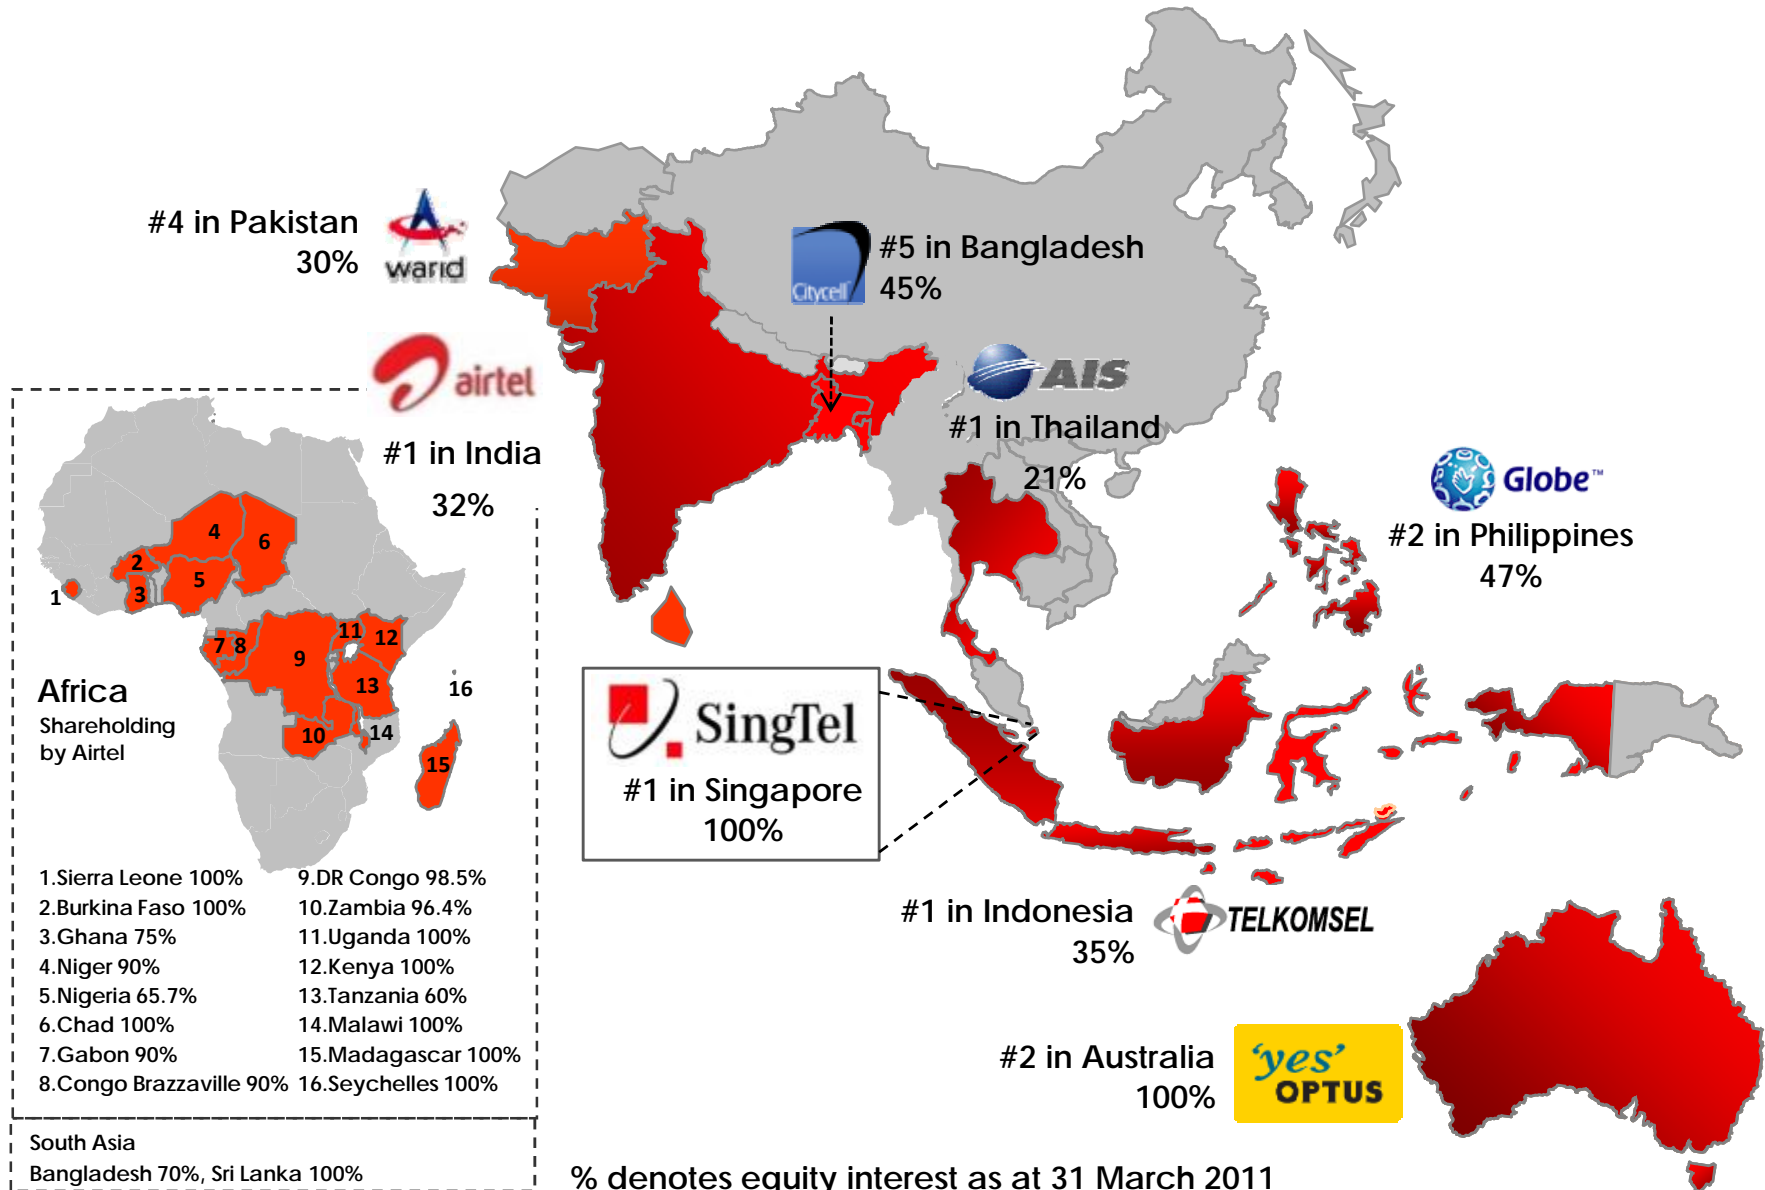 #4 in Pakistan
30%
warid
Citycell
#5 in Bangladesh
45%
airtel
#1 in India
32%
AIS
#1 in Thailand
21%
Globe™
#2 in Philippines
47%
4
6
2
5
3
1
11
7
8
12
9
13
16
14
10
15
Africa
Shareholding
by Airtel
1.Sierra Leone 100%
2.Burkina Faso 100%
3.Ghana 75%
4.Niger 90%
5.Nigeria 65.7%
6.Chad 100%
7.Gabon 90%
8.Congo Brazzaville 90%
9.DR Congo 98.5%
10.Zambia 96.4%
11.Uganda 100%
12.Kenya 100%
13.Tanzania 60%
14.Malawi 100%
15.Madagascar 100%
16.Seychelles 100%
South Asia
Bangladesh 70%, Sri Lanka 100%
SingTel
#1 in Singapore
100%
#1 in Indonesia
35%
TELKOMSEL
#2 in Australia
100%
'yes'
OPTUS
% denotes equity interest as at 31 March 2011